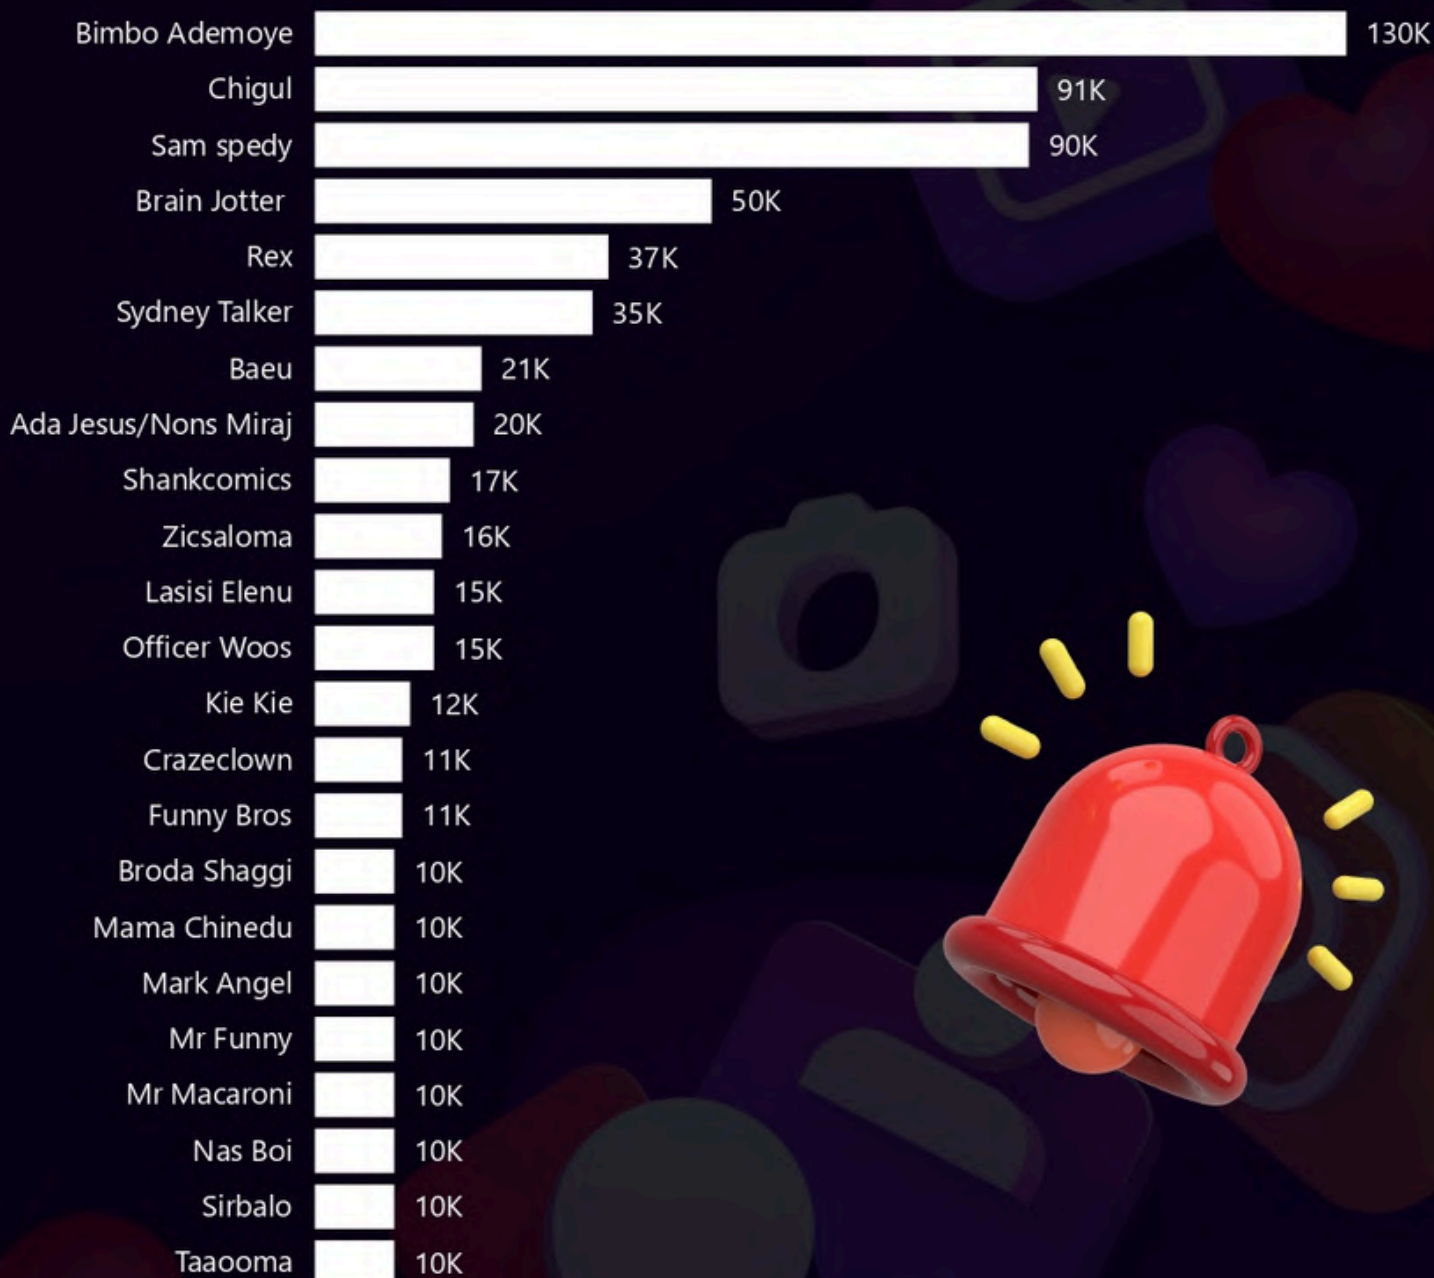 Bimbo Ademoye 130K
Chigul 91K
Sam spedy 90K
Brain Jotter 50K
Rex 37K
Sydney Talker 35K
Baeu 21K
Ada Jesus/Nons Miraj 20K
Shankcomics 17K
Zicsaloma 16K
Lasisi Elenu 15K
Officer Woos 15K
Kie Kie 12K
Crazeclown 11K
Funny Bros 11K
Broda Shaggi 10K
Mama Chinedu 10K
Mark Angel 10K
Mr Funny 10K
Mr Macaroni 10K
Nas Boi 10K
Sirbalo 10K
Taaooma 10K